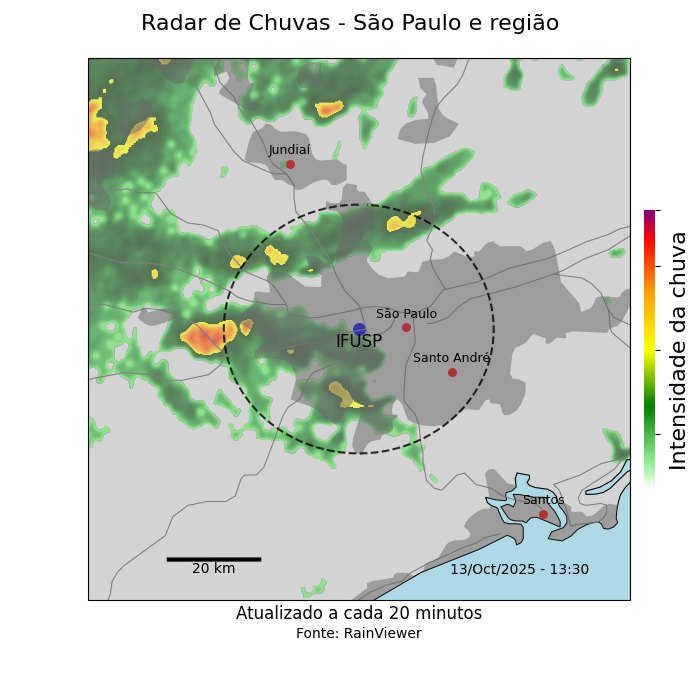 Radar de Chuvas - São Paulo e região
Jundiaí
São Paulo
IFUSP
Santo André
Intensidade da chuva
Santos
20 km
13/Oct/2025 - 13:30
Atualizado a cada 20 minutos
Fonte: RainViewer